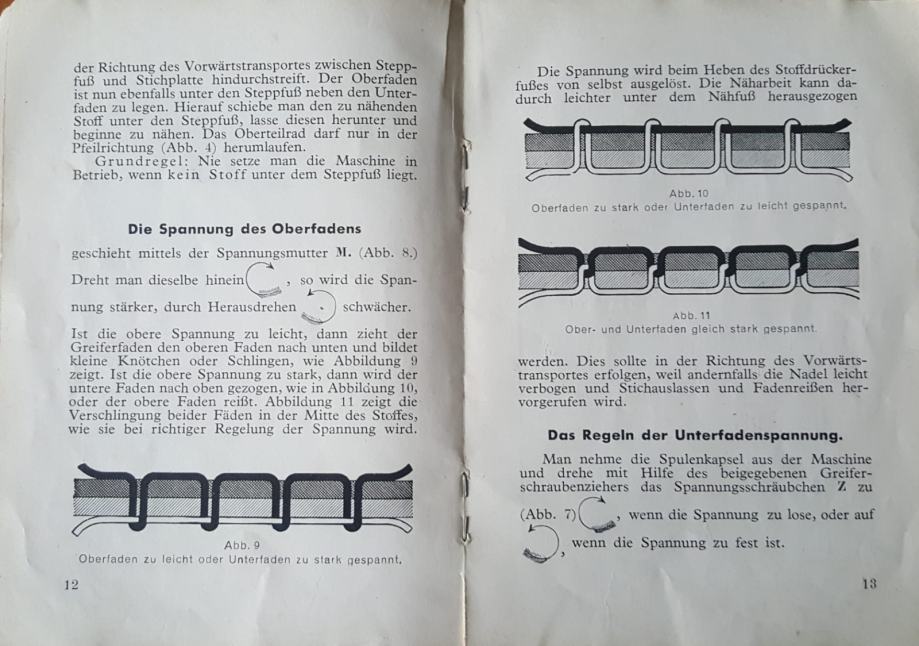 der Richtung des Vorwärtstransportes zwischen Stepp-
fuß und Stichplatte hindurchstreift. Der Oberfaden
ist nun ebenfalls unter den Steppfuß neben den Unter-
faden zu legen. Hierauf schiebe man den zu nähenden
Stoff unter den Steppfuß, lasse diesen herunter und
beginne zu nähen. Das Oberteilrad darf nur in der
Pfeilrichtung (Abb. 4) herumlaufen.
Grundregel: Nie setze man die Maschine in
Betrieb, wenn kein Stoff unter dem Steppfuß liegt.
Die Spannung des Oberfadens
geschieht mittels der Spannungsmutter M. (Abb. 8.)
Dreht man dieselbe hinein , so wird die Span-
nung stärker, durch Herausdrehen schwächer.
Ist die obere Spannung zu leicht, dann zieht der
Greiferfaden den oberen Faden nach unten und bildet
kleine Knötchen oder Schlingen, wie Abbildung 9
zeigt. Ist die obere Spannung zu stark, dann wird der
untere Faden nach oben gezogen, wie in Abbildung 10,
oder der obere Faden reißt. Abbildung 11 zeigt die
Verschlingung beider Fäden in der Mitte des Stoffes,
wie sie bei richtiger Regelung der Spannung wird.
Abb. 9
Oberfaden zu leicht oder Unterfaden zu stark gespannt.
12
Die Spannung wird beim Heben des Stoffdrücker-
fußes von selbst ausgelöst. Die Näharbeit kann da-
durch leichter unter dem Nähfuß herausgezogen
Abb. 10
Oberfaden zu stark oder Unterfaden zu leicht gespannt.
Abb. 11
Ober- und Unterfaden gleich stark gespannt.
werden. Dies sollte in der Richtung des Vorwärts-
transportes erfolgen, weil andernfalls die Nadel leicht
verbogen und Stichauslassen und Fadenreißen her-
vorgerufen wird.
Das Regeln der Unterfadenspannung.
Man nehme die Spulenkapsel aus der Maschine
und drehe mit Hilfe des beigegebenen Greifer-
schraubenziehers das Spannungsschräubchen Z zu
(Abb. 7) , wenn die Spannung zu lose, oder auf
, wenn die Spannung zu fest ist.
13